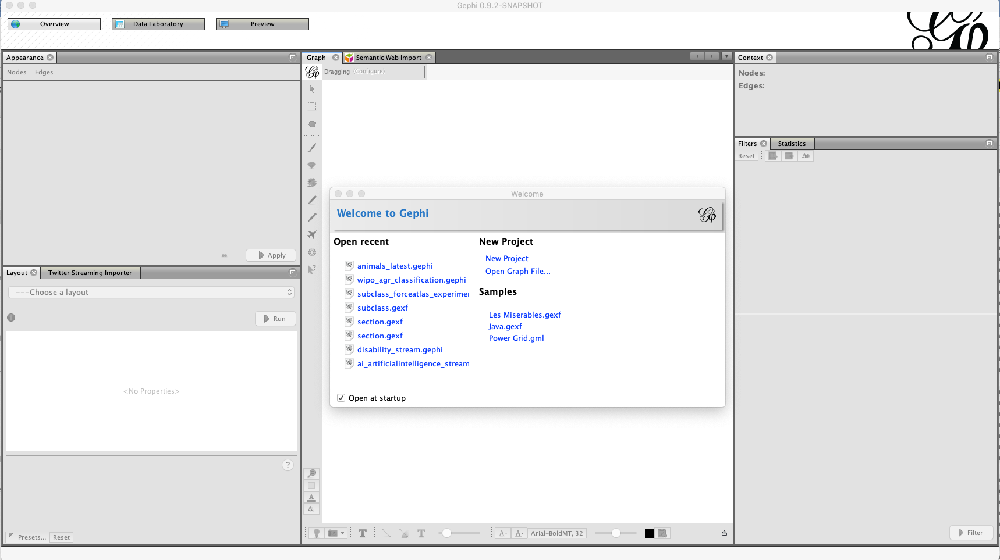 Gephi 0.9.2-SNAPSHOT
Overview
Data Laboratory
Preview
Appearance
Nodes
Edges
Apply
Layout
Twitter Streaming Importer
---Choose a layout
Run
<No Properties>
?
Presets...
Reset
Graph
Semantic Web Import
Dragging
(Configure)
Welcome
Welcome to Gephi
Open recent
animals_latest.gephi
wipo_agr_classification.gephi
subclass_forceatlas_experimen
subclass.gexf
section.gexf
section.gexf
disability_stream.gephi
ai_artificialintelligence_stream
New Project
New Project
Open Graph File...
Samples
Les Miserables.gexf
Java.gexf
Power Grid.gml
Open at startup
Arial-BoldMT, 32
Context
Nodes:
Edges:
Filters
Statistics
Reset
Filter